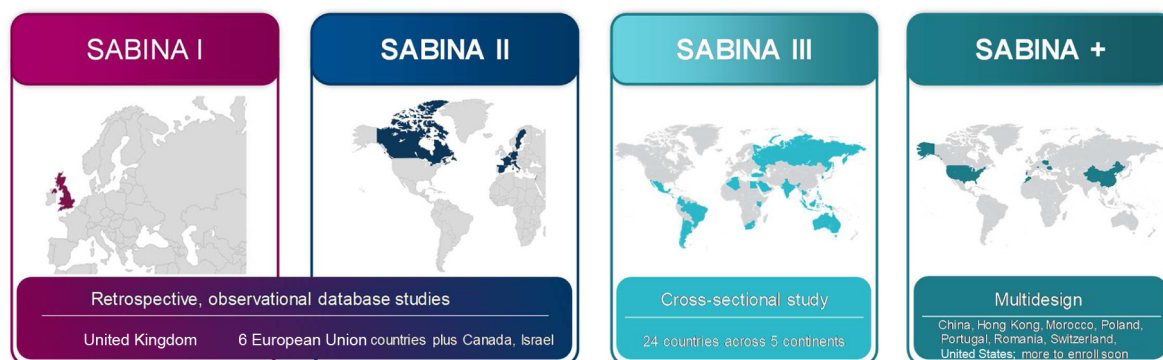 SABINA I
SABINA II
SABINA III
SABINA +
Retrospective, observational database studies
United Kingdom
6 European Union countries plus Canada, Israel
Cross-sectional study
24 countries across 5 continents
Multidesign
China, Hong Kong, Morocco, Poland,
Portugal, Romania, Switzerland,
United States; more to enroll soon